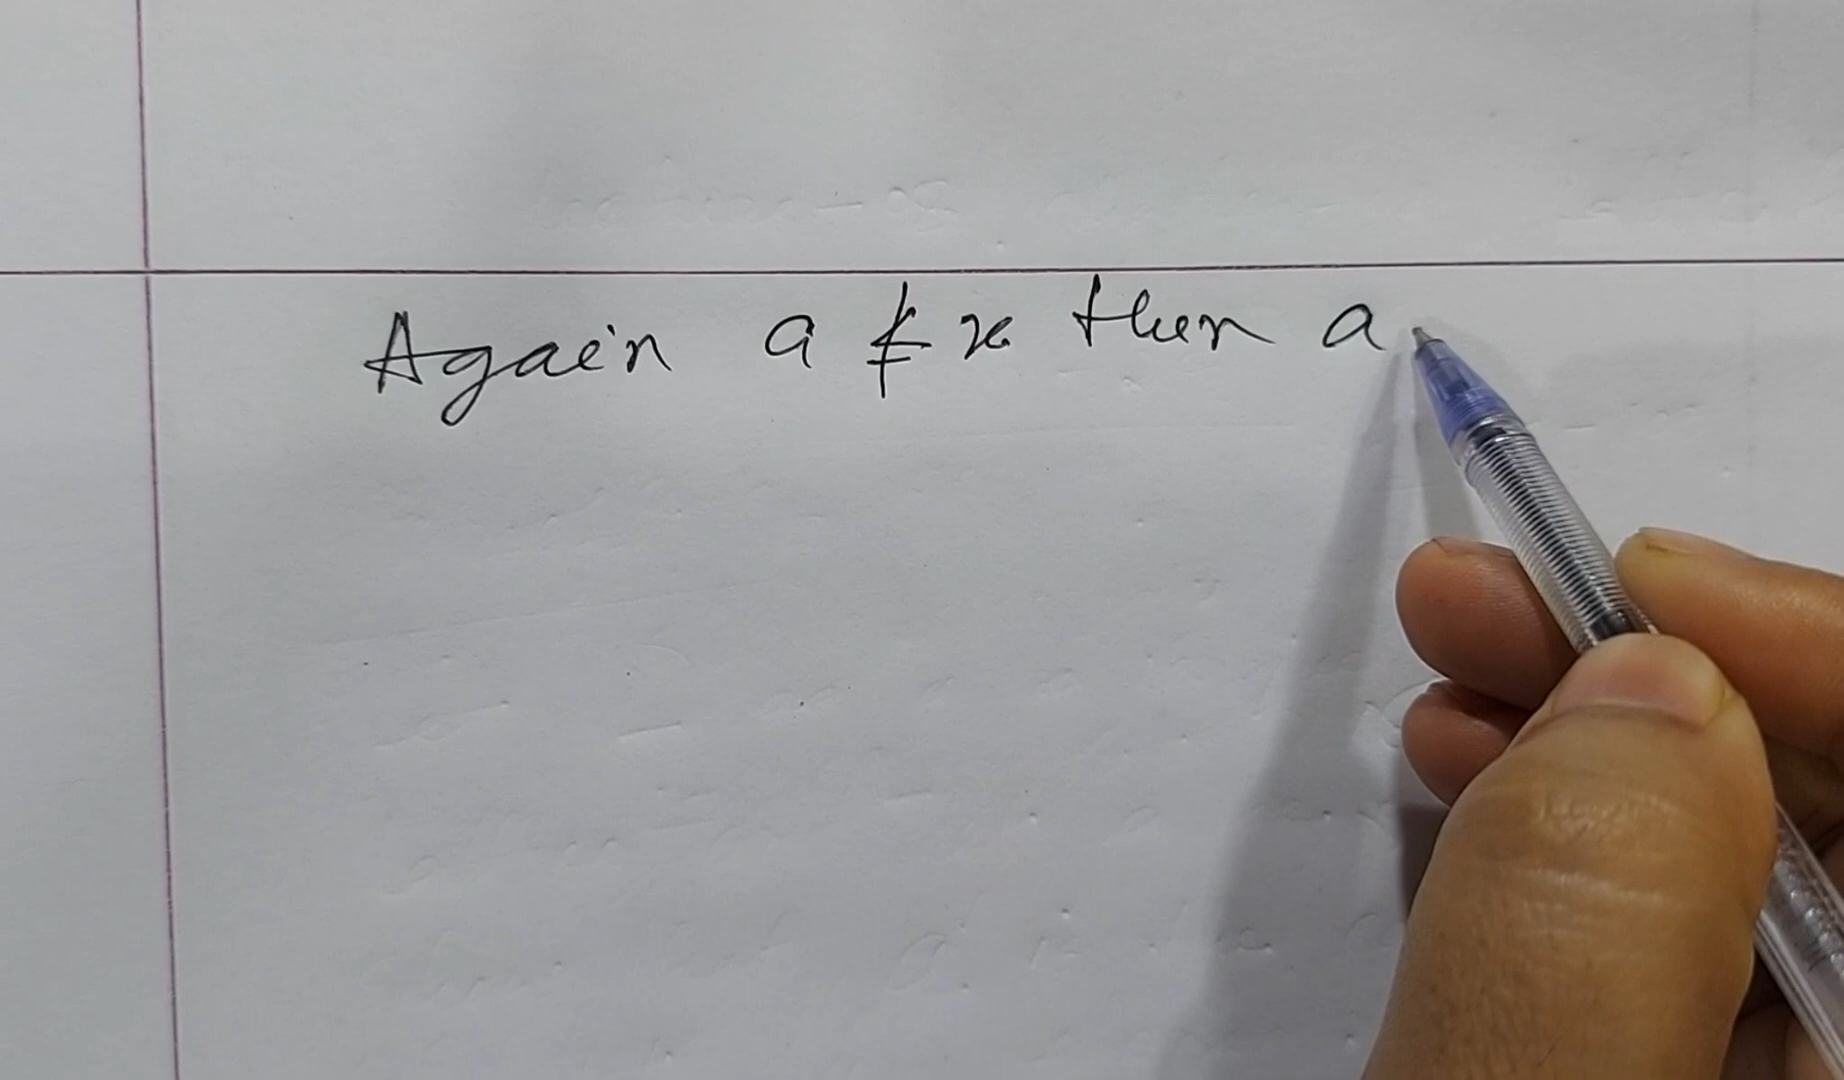 Again a ≰ x then a